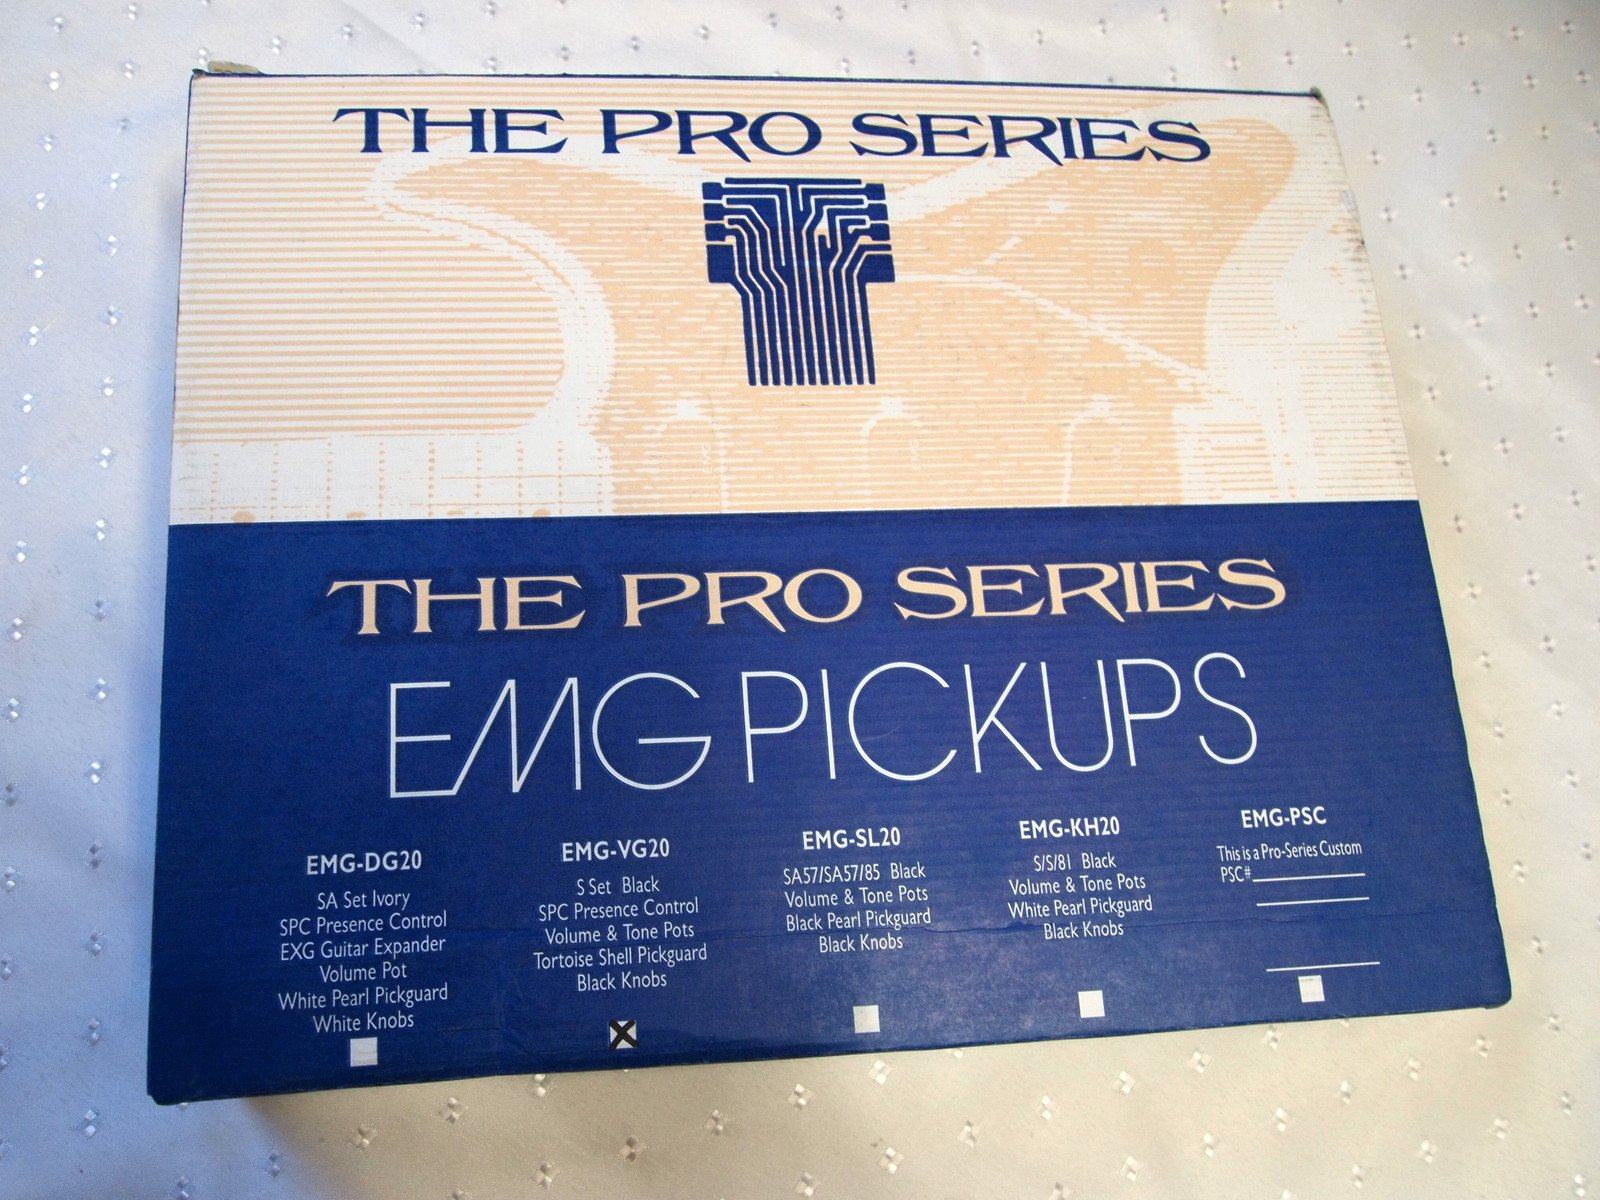 THE PRO SERIES
EMG
EMG
EMG
THE PRO SERIES
EMG PICKUPS
EMG-DG20
SA Set Ivory
SPC Presence Control
EXG Guitar Expander
Volume Pot
White Pearl Pickguard
White Knobs
EMG-VG20
S Set Black
SPC Presence Control
Volume & Tone Pots
Tortoise Shell Pickguard
Black Knobs
EMG-SL20
SA57/SA57/85 Black
Volume & Tone Pots
Black Pearl Pickguard
Black Knobs
EMG-KH20
S/S/81 Black
Volume & Tone Pots
White Pearl Pickguard
Black Knobs
EMG-PSC
This is a Pro-Series Custom
PSC#